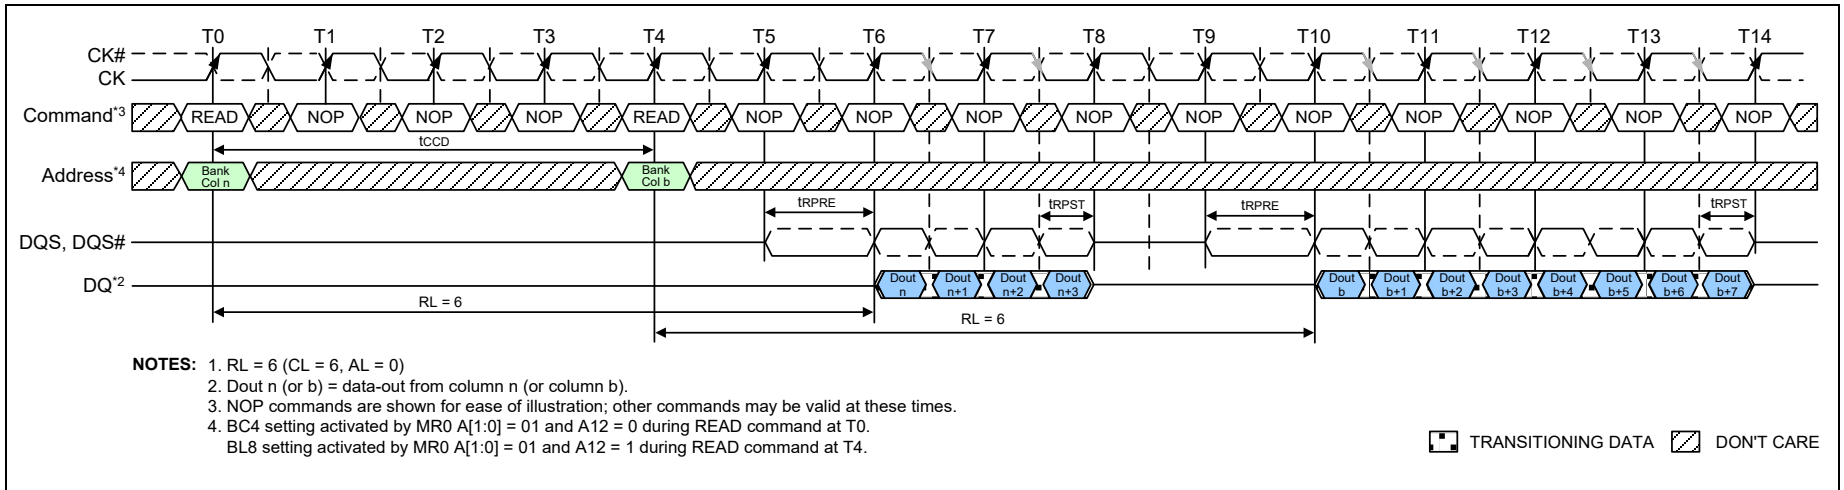 T0 T1 T2 T3 T4 T5 T6 T7 T8 T9 T10 T11 T12 T13 T14
CK#
CK
Command*3 READ NOP NOP NOP READ NOP NOP NOP NOP NOP NOP NOP NOP NOP NOP
tCCD
Address*4 Bank Col n Bank Col b
tRPRE tRPST tRPRE tRPST
DQS, DQS#
DQ*2 Dout n Dout n+1 Dout n+2 Dout n+3 Dout b Dout b+1 Dout b+2 Dout b+3 Dout b+4 Dout b+5 Dout b+6 Dout b+7
RL = 6
RL = 6
NOTES: 1. RL = 6 (CL = 6, AL = 0)
2. Dout n (or b) = data-out from column n (or column b).
3. NOP commands are shown for ease of illustration; other commands may be valid at these times.
4. BC4 setting activated by MR0 A[1:0] = 01 and A12 = 0 during READ command at T0.
BL8 setting activated by MR0 A[1:0] = 01 and A12 = 1 during READ command at T4.
TRANSITIONING DATA DON'T CARE